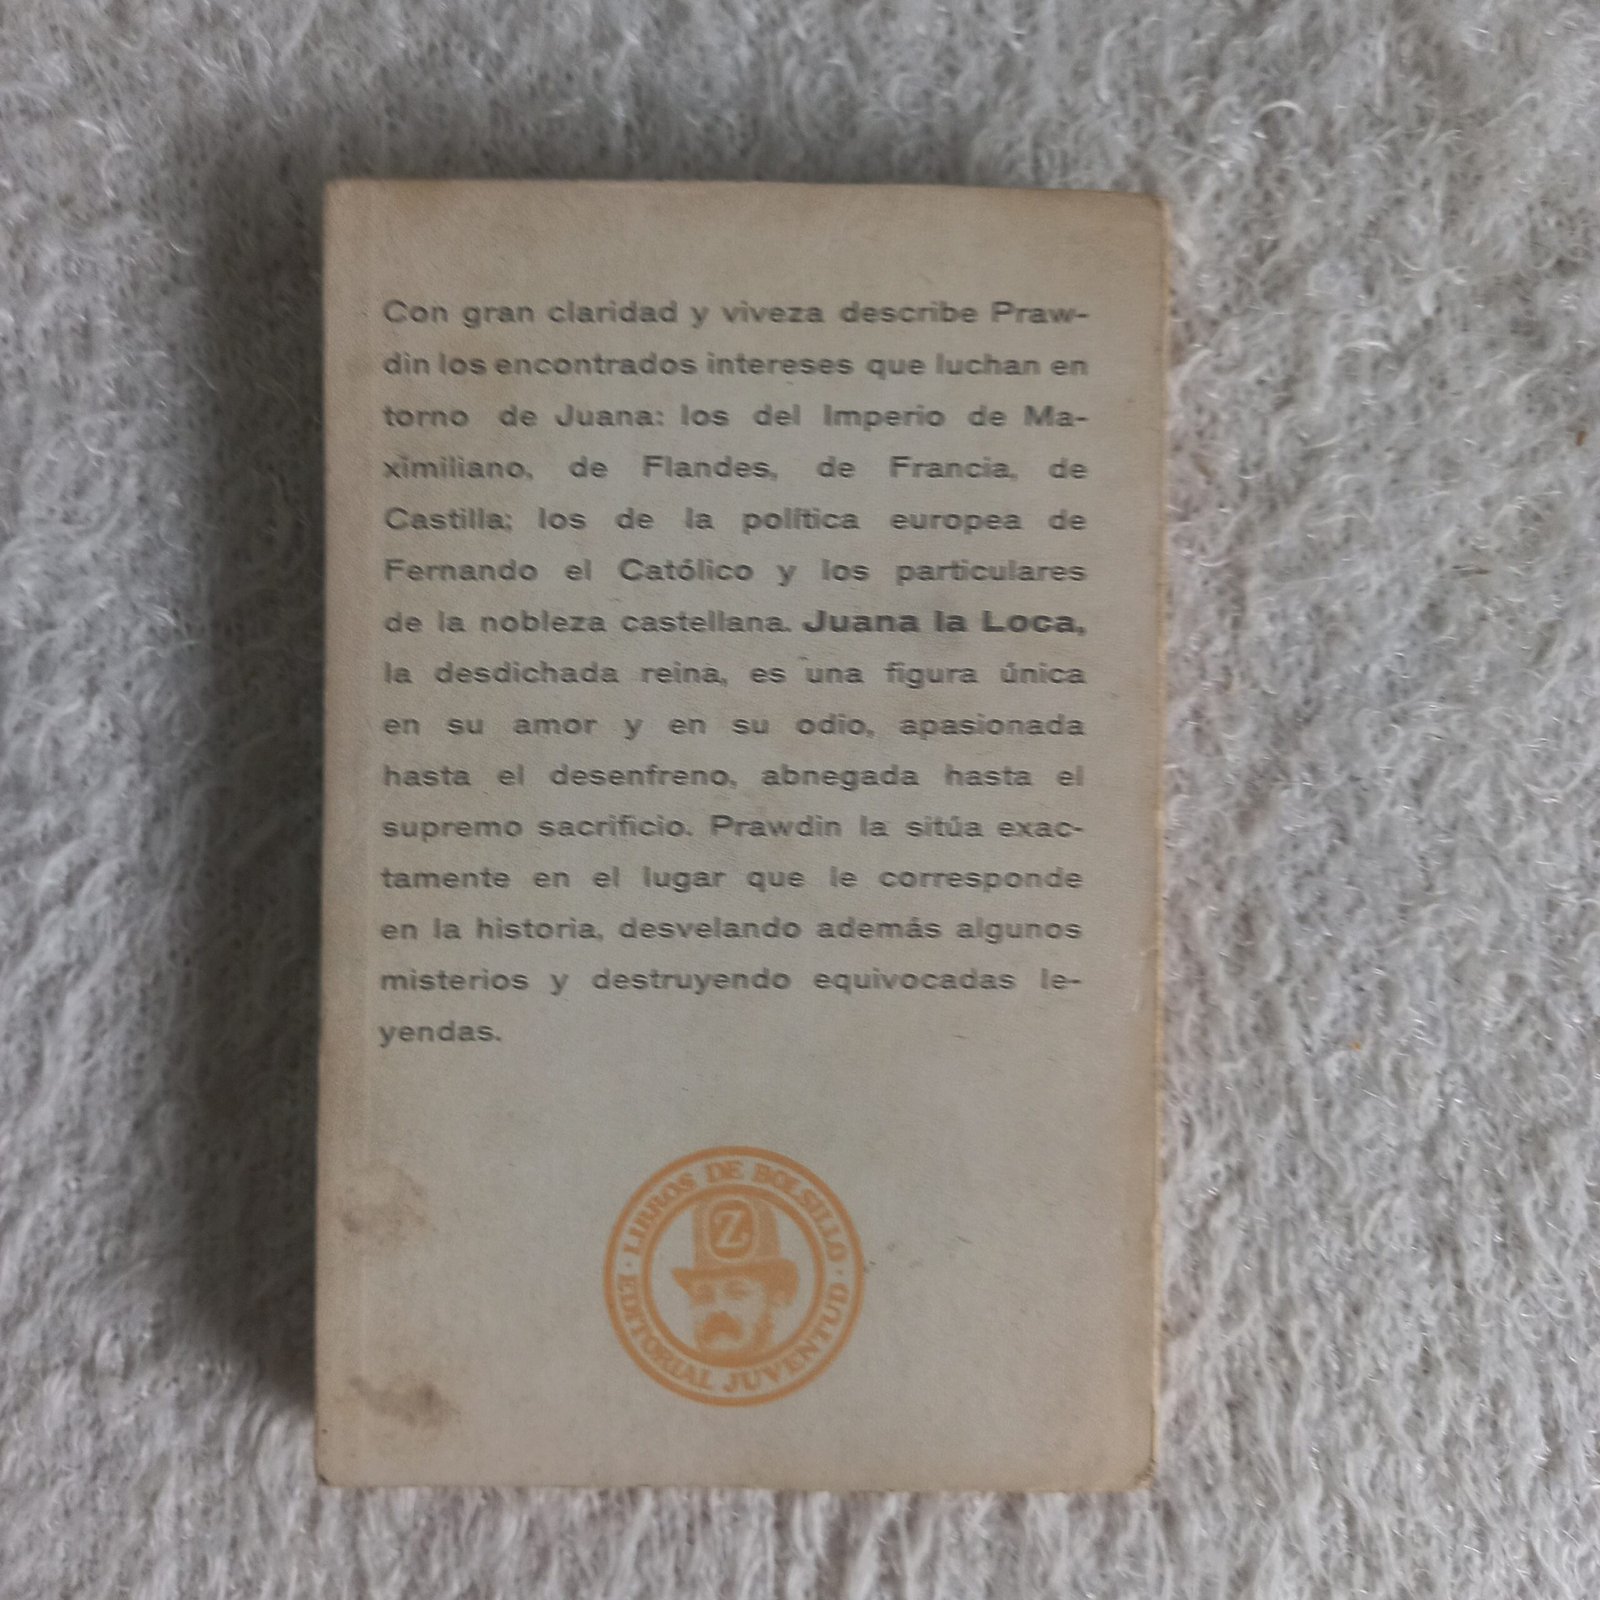 Con gran claridad y viveza describe Praw-
din los encontrados intereses que luchan en
torno de Juana: los del Imperio de Ma-
ximiliano, de Flandes, de Francia, de
Castilla; los de la política europea de
Fernando el Católico y los particulares
de la nobleza castellana. Juana la Loca,
la desdichada reina, es una figura única
en su amor y en su odio, apasionada
hasta el desenfreno, abnegada hasta el
supremo sacrificio. Prawdin la sitúa exac-
tamente en el lugar que le corresponde
en la historia, desvelando además algunos
misterios y destruyendo equivocadas le-
yendas.
· LIBROS DE BOLSILLO ·
Z
EDITORIAL JUVENTUD